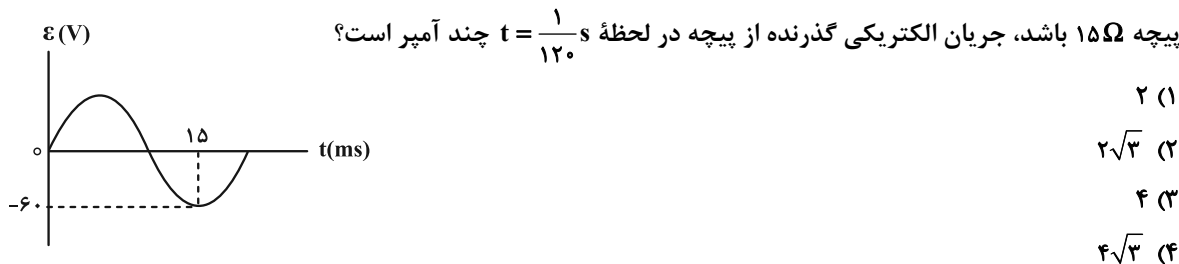 پیچه ۱۵Ω باشد، جریان الکتریکی گذرنده از پیچه در لحظهٔ t = ۱/۱۲۰ s چند آمپر است؟
۱) ۲
۲) ۲√۳
۳) ۴
۴) ۴√۳
ε (V)
۱۵
t(ms)
۰
-۶۰